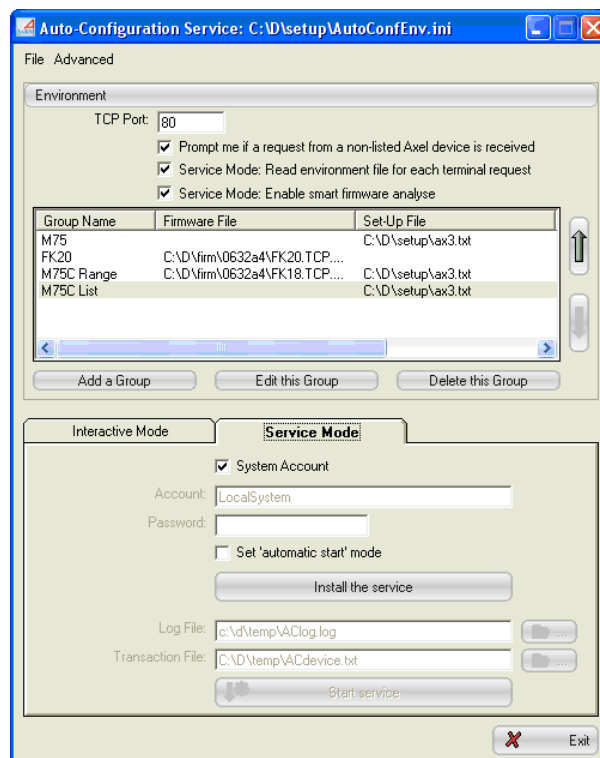 Auto-Configuration Service: C:\D\setup\AutoConfEnv.ini
File Advanced
Environment
TCP Port: 80
Prompt me if a request from a non-listed Axel device is received
Service Mode: Read environment file for each terminal request
Service Mode: Enable smart firmware analyse
Group Name Firmware File Set-Up File
M75 C:\D\setup\ax3.txt
FK20 C:\D\firm\0632a4\FK20.TCP....
M75C Range C:\D\firm\0632a4\FK18.TCP.... C:\D\setup\ax3.txt
M75C List C:\D\setup\ax3.txt
Add a Group Edit this Group Delete this Group
Interactive Mode Service Mode
System Account
Account: LocalSystem
Password:
Set 'automatic start' mode
Install the service
Log File: c:\d\temp\AClog.log ...
Transaction File: C:\D\temp\ACdevice.txt ...
Start service
Exit